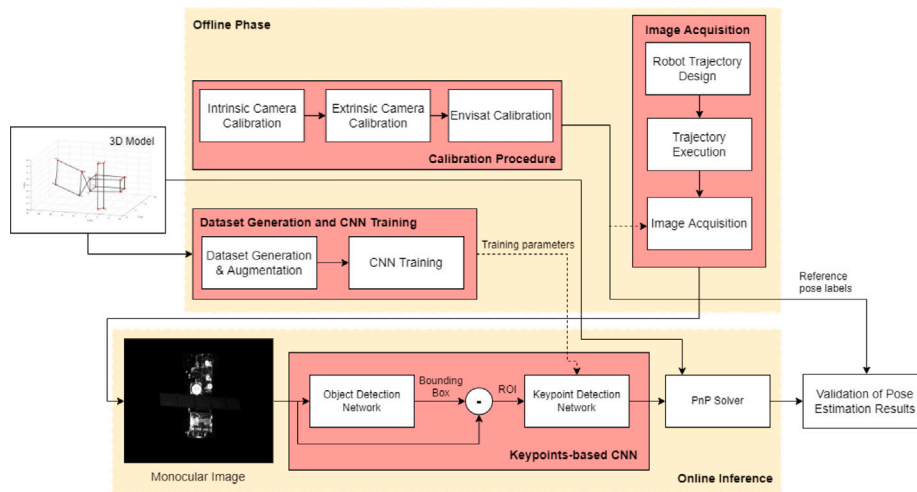 Offline Phase
Image Acquisition
Robot Trajectory
Design
Trajectory
Execution
Image Acquisition
Intrinsic Camera
Calibration
Extrinsic Camera
Calibration
Envisat Calibration
Calibration Procedure
3D Model
Dataset Generation and CNN Training
Dataset Generation
& Augmentation
CNN Training
Training parameters
Reference
pose labels
Object Detection
Network
Bounding
Box
-
ROI
Keypoint Detection
Network
PnP Solver
Validation of Pose
Estimation Results
Keypoints-based CNN
Monocular Image
Online Inference